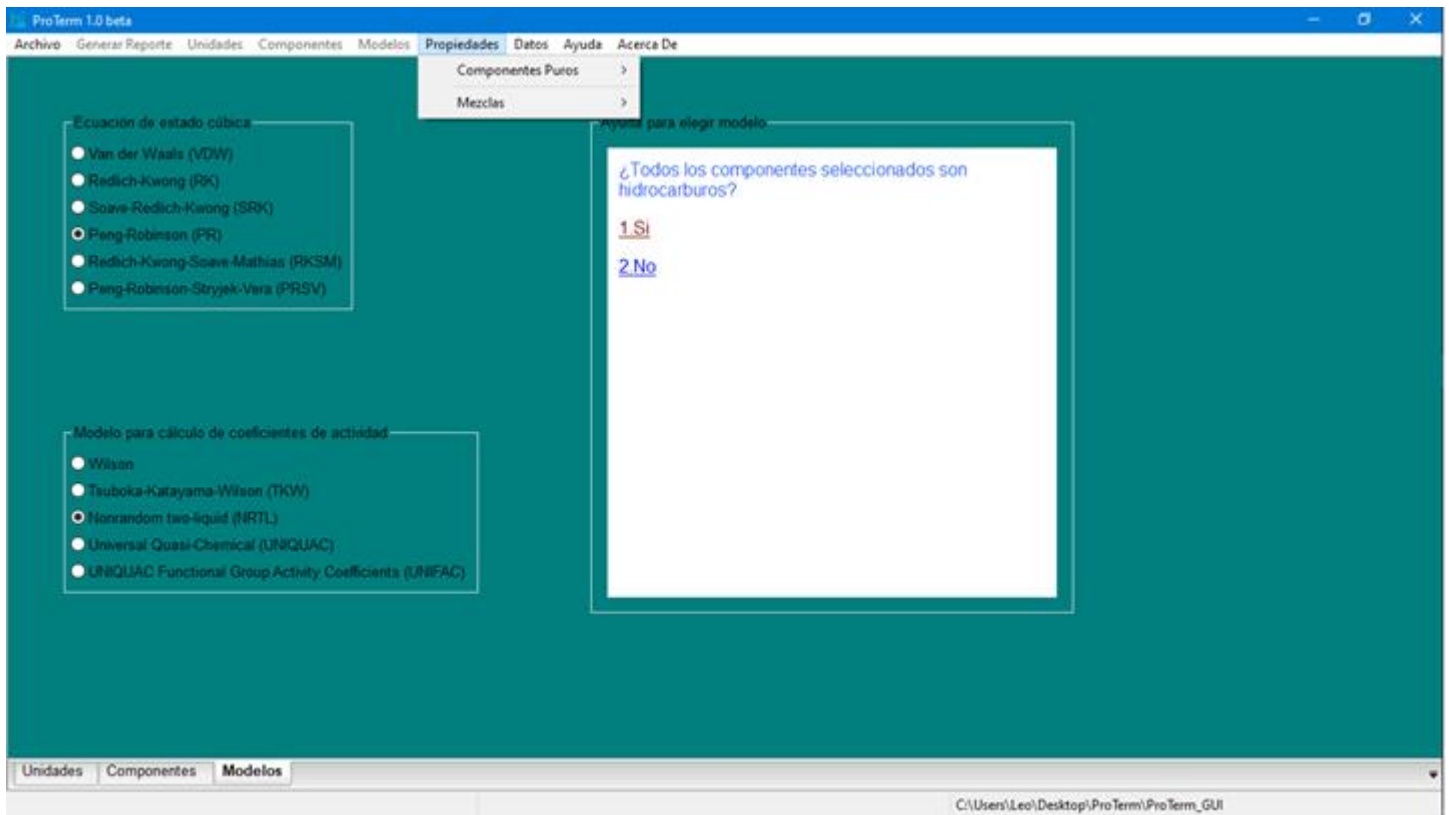 ProTerm 1.0 beta
Archivo Generar Reporte Unidades Componentes Modelos Propiedades Datos Ayuda Acerca De
Componentes Puros
Mezclas
Ecuación de estado cúbica
Van der Waals (VDW)
Redlich-Kwong (RK)
Soave-Redlich-Kwong (SRK)
Peng-Robinson (PR)
Redlich-Kwong-Soave-Mathias (RKSM)
Peng-Robinson-Stryjek-Vera (PRSV)
Modelo para cálculo de coeficientes de actividad
Wilson
Tsuboka-Katayama-Wilson (TKW)
Nonrandom two-liquid (NRTL)
Universal Quasi-Chemical (UNIQUAC)
UNIQUAC Functional Group Activity Coefficients (UNIFAC)
Ayuda para elegir modelo
¿Todos los componentes seleccionados son
hidrocarburos?
1.Si
2.No
Unidades Componentes Modelos
C:\Users\Leo\Desktop\ProTerm\ProTerm_GUI